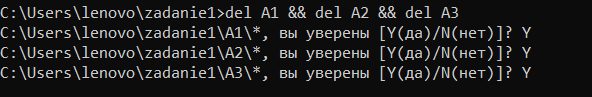 C:\Users\lenovo\zadanie1>del A1 && del A2 && del A3
C:\Users\lenovo\zadanie1\A1\*, вы уверены [Y(да)/N(нет)]? Y
C:\Users\lenovo\zadanie1\A2\*, вы уверены [Y(да)/N(нет)]? Y
C:\Users\lenovo\zadanie1\A3\*, вы уверены [Y(да)/N(нет)]? Y